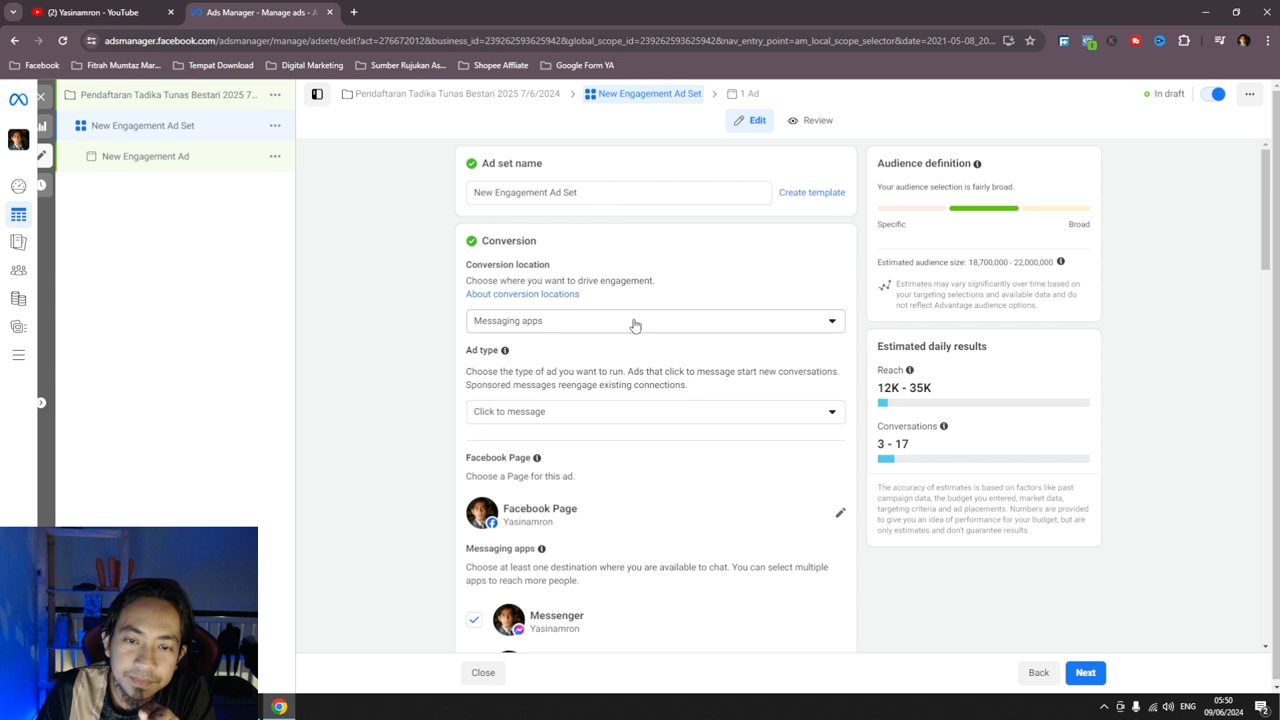 (2) Yasinamron - YouTube
Ads Manager - Manage ads - A
adsmanager.facebook.com/adsmanager/manage/adsets/edit?act=276672012&business_id=239262593625942&global_scope_id=239262593625942&nav_entry_point=am_local_scope_selector&date=2021-05-08_20...
Facebook
Fitrah Mumtaz Mar...
Tempat Download
Digital Marketing
Sumber Rujukan As...
Shopee Affliate
Google Form YA
Pendaftaran Tadika Tunas Bestari 2025 7...
New Engagement Ad Set
New Engagement Ad
Pendaftaran Tadika Tunas Bestari 2025 7/6/2024
New Engagement Ad Set
1 Ad
In draft
Edit
Review
Ad set name
New Engagement Ad Set
Create template
Conversion
Conversion location
Choose where you want to drive engagement.
About conversion locations
Messaging apps
Ad type
Choose the type of ad you want to run. Ads that click to message start new conversations.
Sponsored messages reengage existing connections.
Click to message
Facebook Page
Choose a Page for this ad.
Facebook Page
Yasinamron
Messaging apps
Choose at least one destination where you are available to chat. You can select multiple
apps to reach more people.
Messenger
Yasinamron
Close
Back
Next
Audience definition
Your audience selection is fairly broad.
Specific
Broad
Estimated audience size: 18,700,000 - 22,000,000
Estimates may vary significantly over time based on
your targeting selections and available data and do
not reflect Advantage audience options.
Estimated daily results
Reach
12K - 35K
Conversations
3 - 17
The accuracy of estimates is based on factors like past
campaign data, the budget you entered, market data,
targeting criteria and ad placements. Numbers are provided
to give you an idea of performance for your budget, but are
only estimates and don't guarantee results.
ENG
05:50
09/06/2024
2